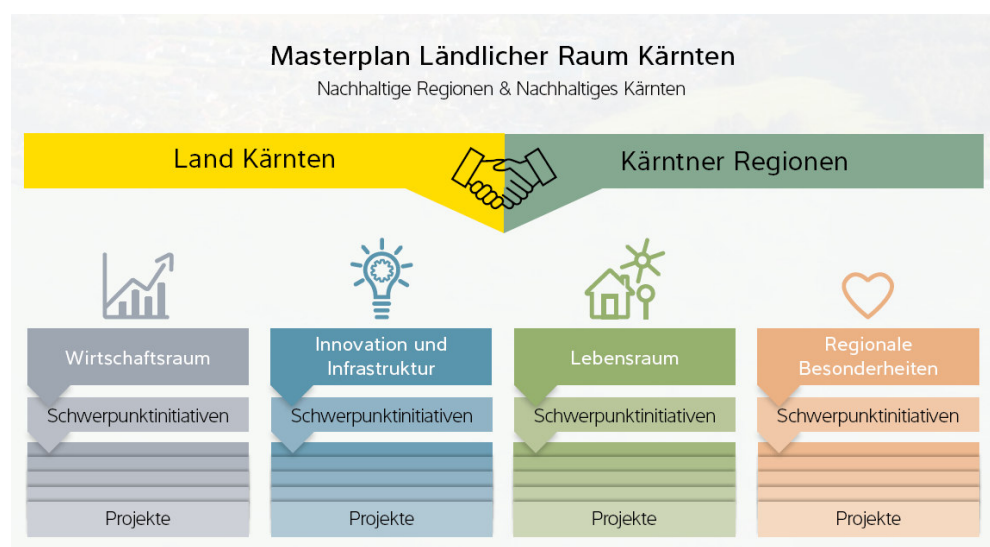 Masterplan Ländlicher Raum Kärnten
Nachhaltige Regionen & Nachhaltiges Kärnten
Land Kärnten
Kärntner Regionen
Wirtschaftsraum
Innovation und
Infrastruktur
Lebensraum
Regionale
Besonderheiten
Schwerpunktinitiativen
Schwerpunktinitiativen
Schwerpunktinitiativen
Schwerpunktinitiativen
Projekte
Projekte
Projekte
Projekte